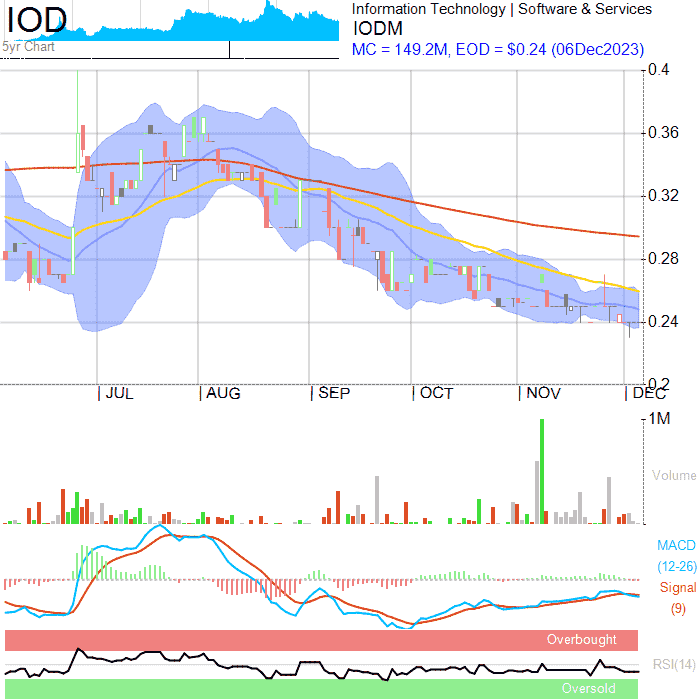 IOD
5yr Chart
Information Technology | Software & Services
IODM
MC = 149.2M, EOD = $0.24 (06Dec2023)
0.4
0.36
0.32
0.28
0.24
0.2
JUL
AUG
SEP
OCT
NOV
DEC
1M
Volume
MACD
(12-26)
Signal
(9)
Overbought
RSI(14)
Oversold